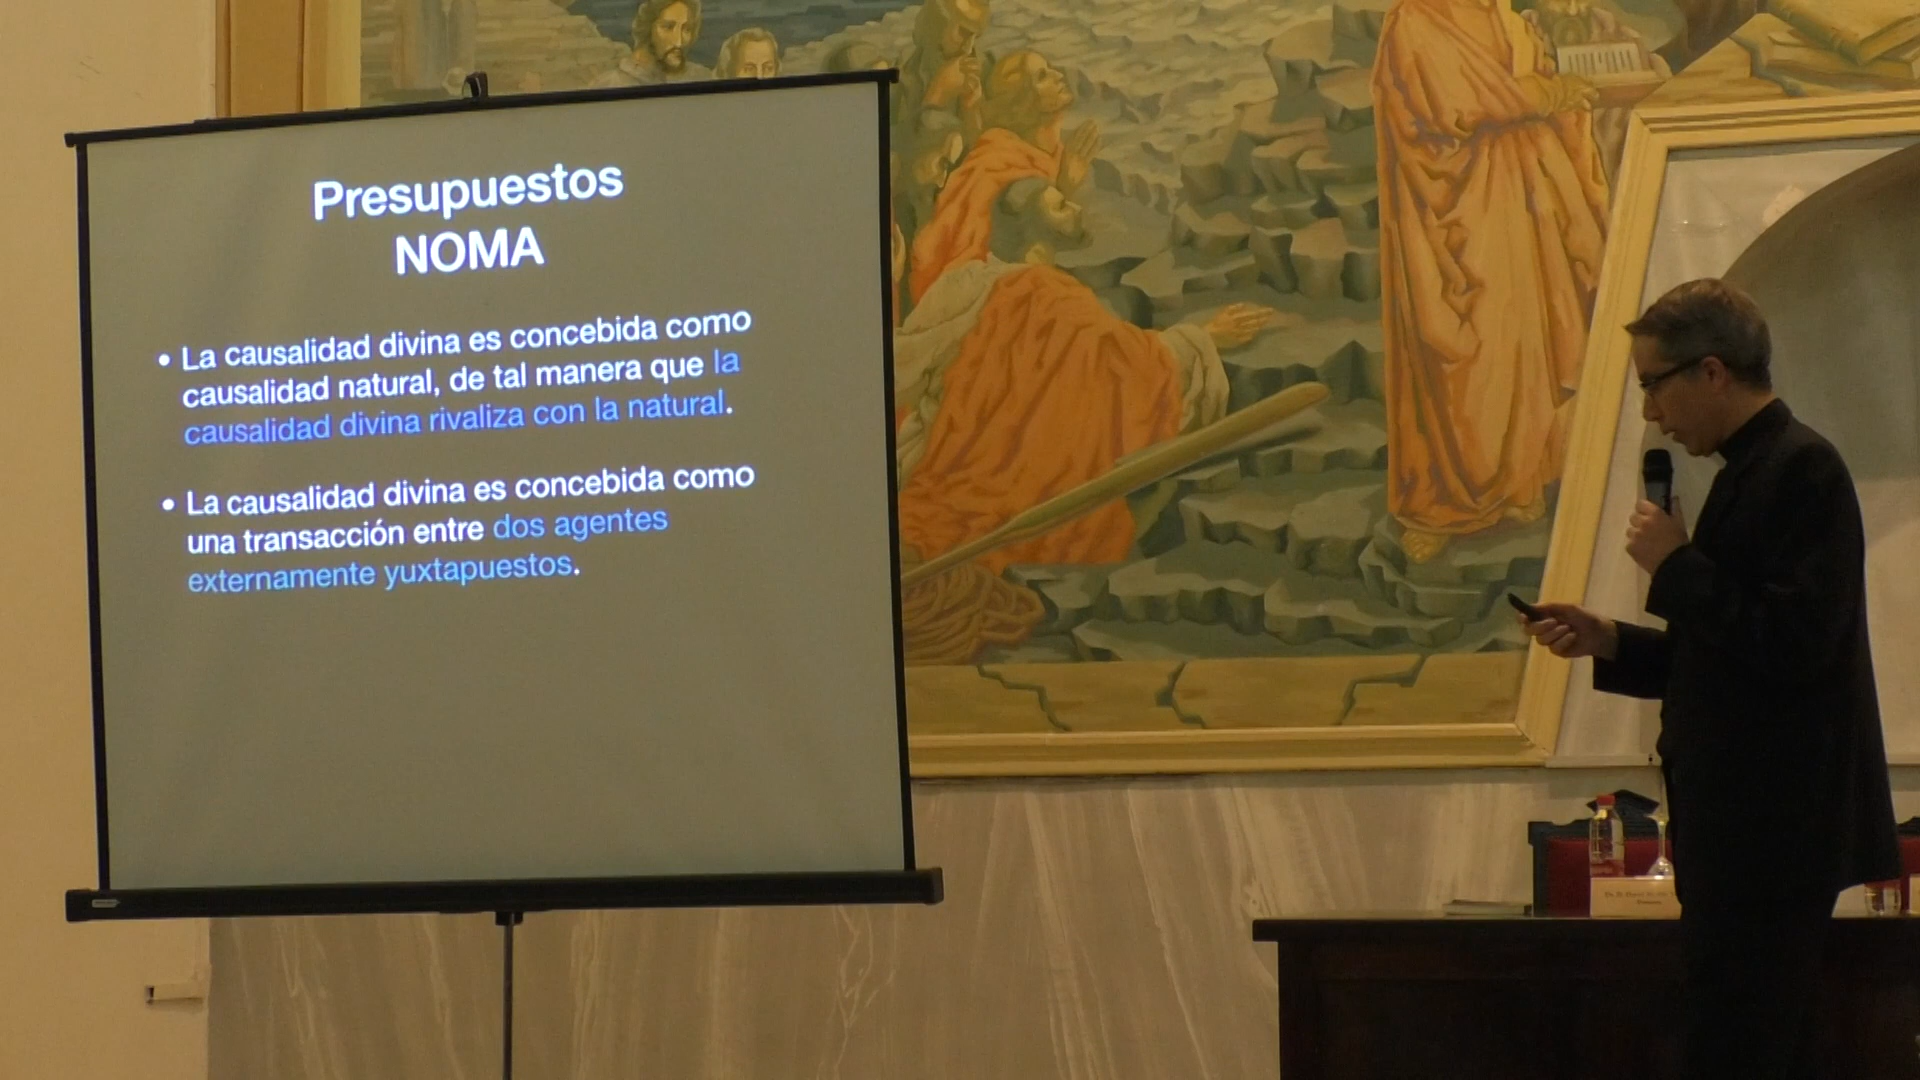 Presupuestos
NOMA
• La causalidad divina es concebida como
causalidad natural, de tal manera que la
causalidad divina rivaliza con la natural.
• La causalidad divina es concebida como
una transacción entre dos agentes
externamente yuxtapuestos.